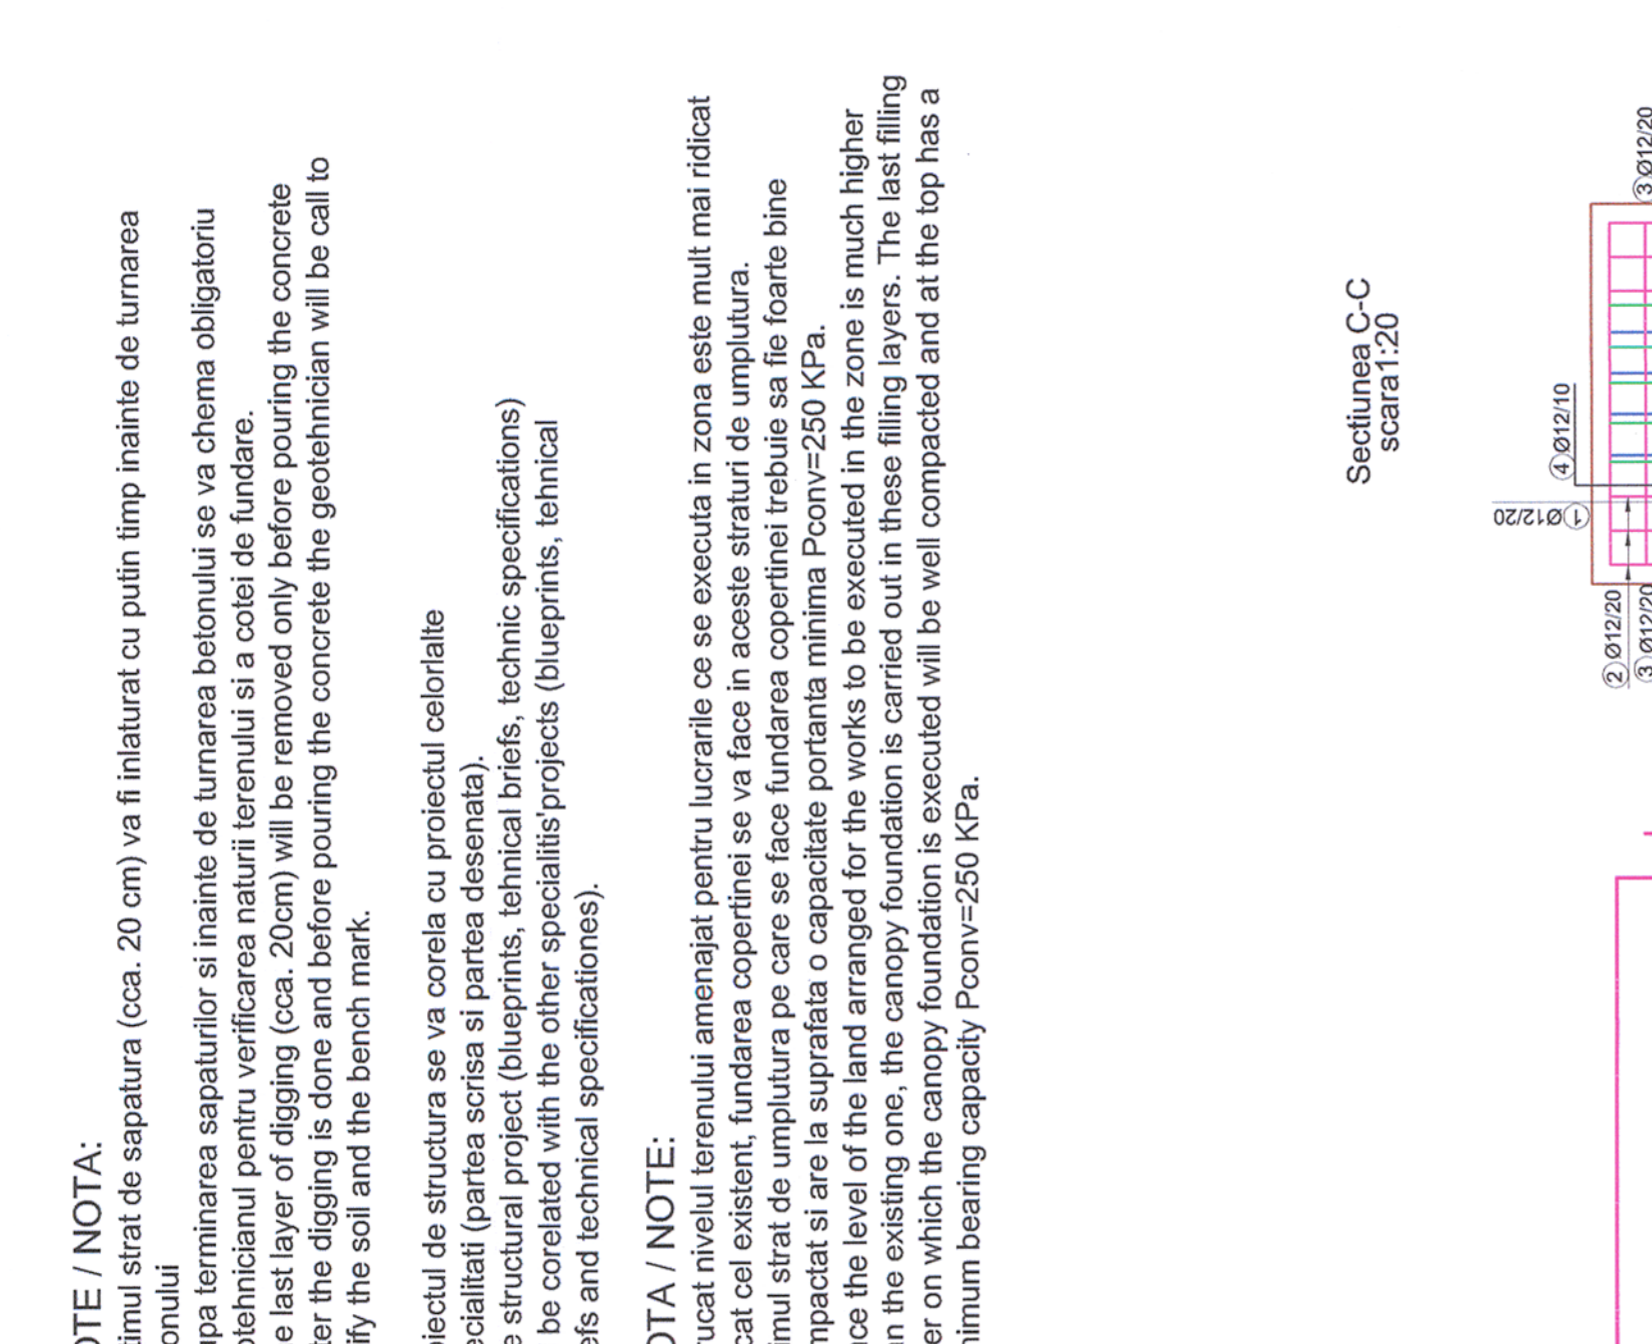 OTE / NOTA:
timul strat de sapatura (cca. 20 cm) va fi inlaturat cu putin timp inainte de turnarea
onului
upa terminarea sapaturilor si inainte de turnarea betonului se va chema obligatoriu
otehnicianul pentru verificarea naturii terenului si a cotei de fundare.
e last layer of digging (cca. 20cm) will be removed only before pouring the concrete
ter the digging is done and before pouring the concrete the geotehnician will be call to
ify the soil and the bench mark.
oiectul de structura se va corela cu proiectul celorlalte
ecialitati (partea scrisa si partea desenata).
e structural project (blueprints, tehnical briefs, technic specifications)
be corelated with the other specialitis'projects (blueprints, tehnical
efs and technical specificationes).
OTA / NOTE:
rucat nivelul terenului amenajat pentru lucrarile ce se executa in zona este mult mai ridicat
cat cel existent, fundarea copertinei se va face in aceste straturi de umplutura.
imul strat de umplutura pe care se face fundarea copertinei trebuie sa fie foarte bine
mpactat si are la suprafata o capacitate portanta minima Pconv=250 KPa.
ce the level of the land arranged for the works to be executed in the zone is much higher
an the existing one, the canopy foundation is carried out in these filling layers. The last filling
er on which the canopy foundation is executed will be well compacted and at the top has a
nimum bearing capacity Pconv=250 KPa.
Sectiunea C-C
scara1:20
4 Ø12/10
1 Ø12/20
2 Ø12/20
3 Ø12/20
3 Ø12/20